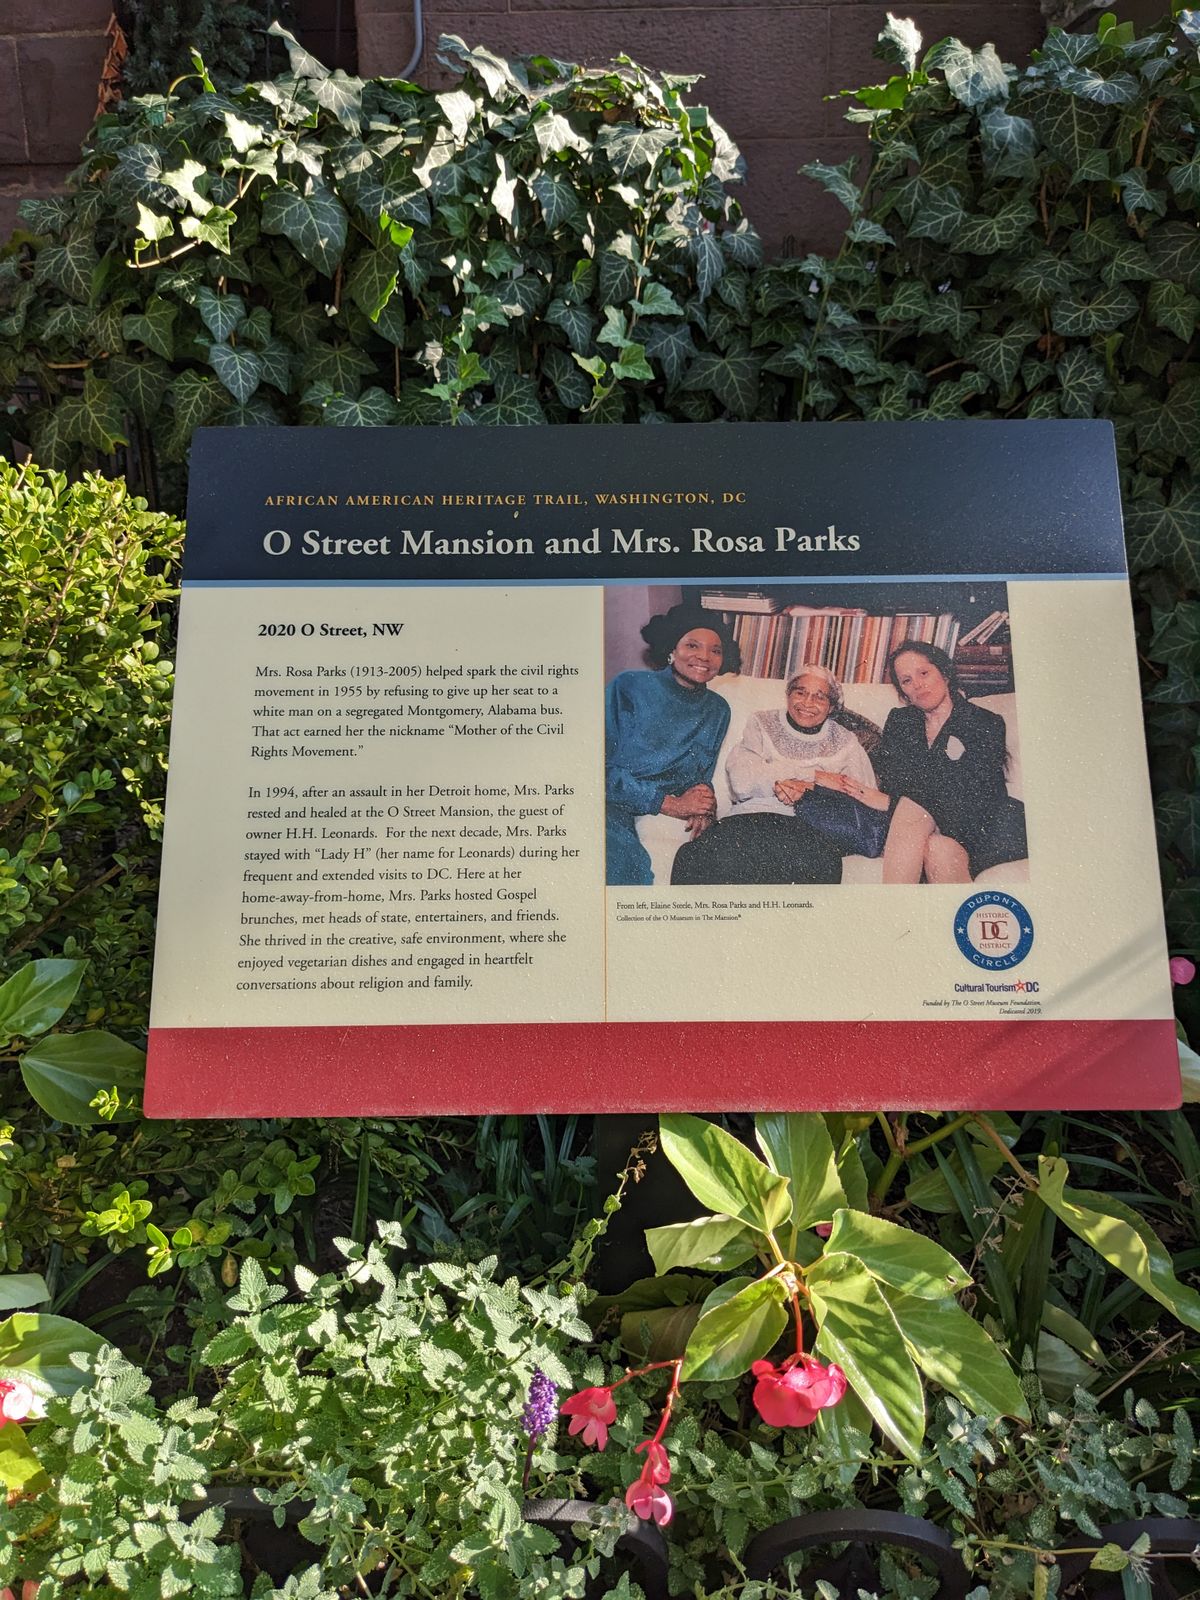 AFRICAN AMERICAN HERITAGE TRAIL, WASHINGTON, DC
O Street Mansion and Mrs. Rosa Parks
2020 O Street, NW
Mrs. Rosa Parks (1913-2005) helped spark the civil rights
movement in 1955 by refusing to give up her seat to a
white man on a segregated Montgomery, Alabama bus.
That act earned her the nickname “Mother of the Civil
Rights Movement.”
In 1994, after an assault in her Detroit home, Mrs. Parks
rested and healed at the O Street Mansion, the guest of
owner H.H. Leonards. For the next decade, Mrs. Parks
stayed with “Lady H” (her name for Leonards) during her
frequent and extended visits to DC. Here at her
home-away-from-home, Mrs. Parks hosted Gospel
brunches, met heads of state, entertainers, and friends.
She thrived in the creative, safe environment, where she
enjoyed vegetarian dishes and engaged in heartfelt
conversations about religion and family.
From left, Elaine Steele, Mrs. Rosa Parks and H.H. Leonards.
Collection of the O Museum in The Mansion®
DUPONT
HISTORIC
DC
DISTRICT
CIRCLE
Cultural Tourism DC
Funded by The O Street Museum Foundation.
Dedicated 2019.